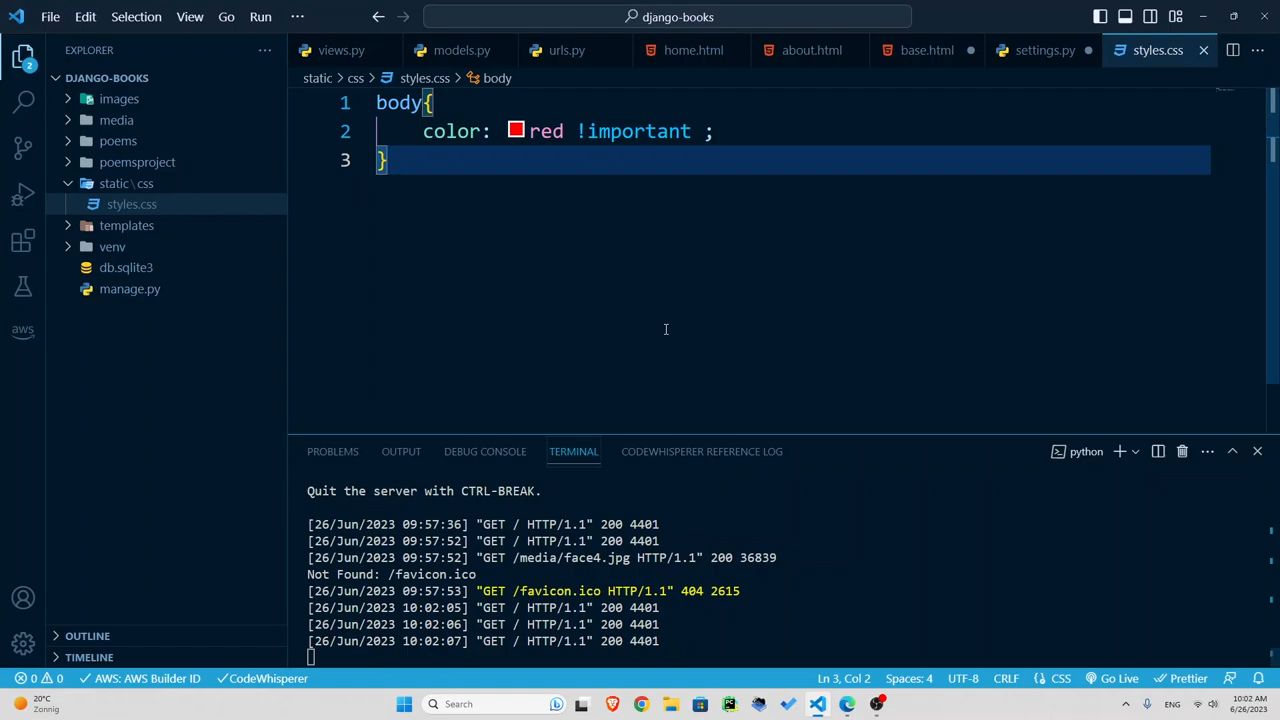 File Edit Selection View Go Run ··· django-books
EXPLORER ···
views.py models.py urls.py home.html about.html base.html settings.py styles.css
static > css > styles.css > body
DJANGO-BOOKS
images
media
poems
poemsproject
static\css
styles.css
templates
venv
db.sqlite3
manage.py
1 body{
2 color: red !important ;
3 }
2
aws
PROBLEMS OUTPUT DEBUG CONSOLE TERMINAL CODEWHISPERER REFERENCE LOG python
Quit the server with CTRL-BREAK.
[26/Jun/2023 09:57:36] "GET / HTTP/1.1" 200 4401
[26/Jun/2023 09:57:52] "GET / HTTP/1.1" 200 4401
[26/Jun/2023 09:57:52] "GET /media/face4.jpg HTTP/1.1" 200 36839
Not Found: /favicon.ico
[26/Jun/2023 09:57:53] "GET /favicon.ico HTTP/1.1" 404 2615
[26/Jun/2023 10:02:05] "GET / HTTP/1.1" 200 4401
[26/Jun/2023 10:02:06] "GET / HTTP/1.1" 200 4401
[26/Jun/2023 10:02:07] "GET / HTTP/1.1" 200 4401
OUTLINE
TIMELINE
0 0 AWS: AWS Builder ID CodeWhisperer Ln 3, Col 2 Spaces: 4 UTF-8 CRLF CSS Go Live Prettier
20°C
Zonnig
Search
ENG
10:02 AM
6/26/2023